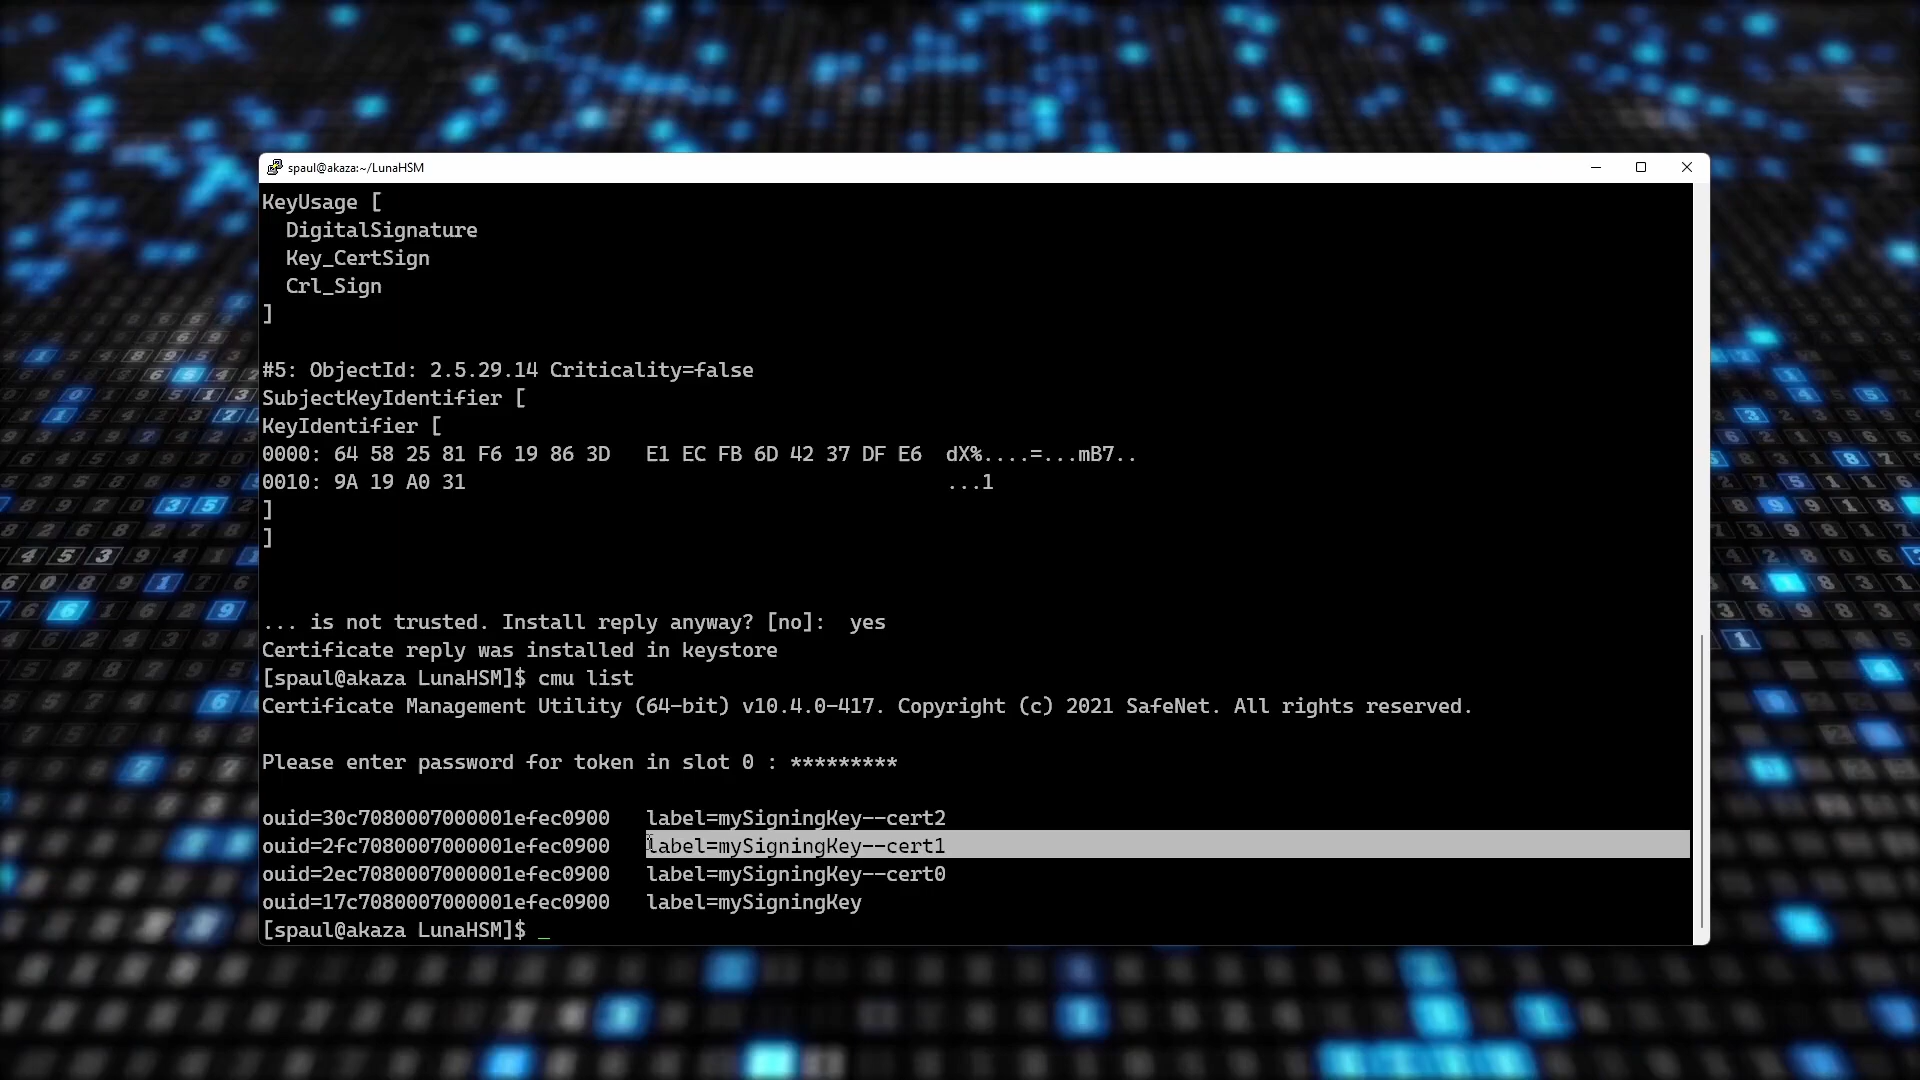 spaul@akaza:~/LunaHSM
KeyUsage [
  DigitalSignature
  Key_CertSign
  Crl_Sign
]
#5: ObjectId: 2.5.29.14 Criticality=false
SubjectKeyIdentifier [
KeyIdentifier [
0000: 64 58 25 81 F6 19 86 3D   E1 EC FB 6D 42 37 DF E6  dX%....=...mB7..
0010: 9A 19 A0 31                                        ...1
]
]
... is not trusted. Install reply anyway? [no]:  yes
Certificate reply was installed in keystore
[spaul@akaza LunaHSM]$ cmu list
Certificate Management Utility (64-bit) v10.4.0-417. Copyright (c) 2021 SafeNet. All rights reserved.
Please enter password for token in slot 0 : *********
ouid=30c7080007000001efec0900   label=mySigningKey--cert2
ouid=2fc7080007000001efec0900   label=mySigningKey--cert1
ouid=2ec7080007000001efec0900   label=mySigningKey--cert0
ouid=17c7080007000001efec0900   label=mySigningKey
[spaul@akaza LunaHSM]$ _